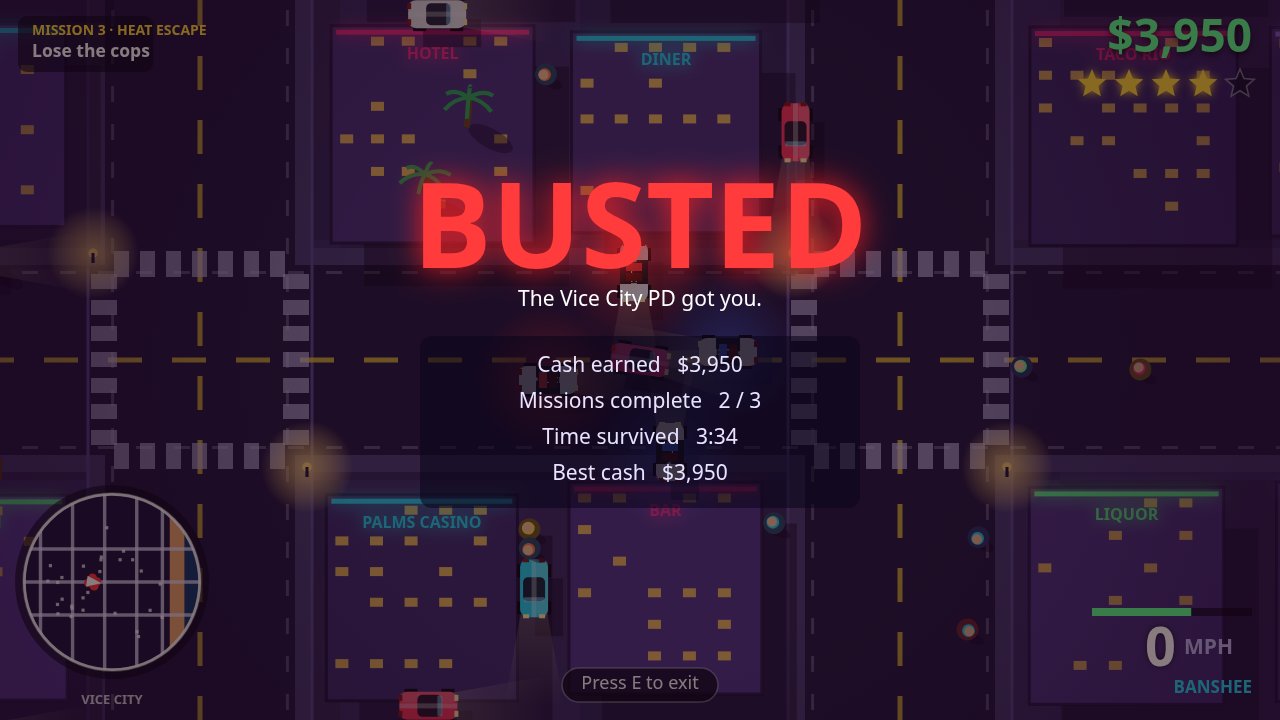 MISSION 3 · HEAT ESCAPE
Lose the cops
$3,950
HOTEL
DINER
BUSTED
The Vice City PD got you.
Cash earned $3,950
Missions complete 2 / 3
Time survived 3:34
Best cash $3,950
PALMS CASINO
BAR
LIQUOR
0 MPH
BANSHEE
Press E to exit
VICE CITY